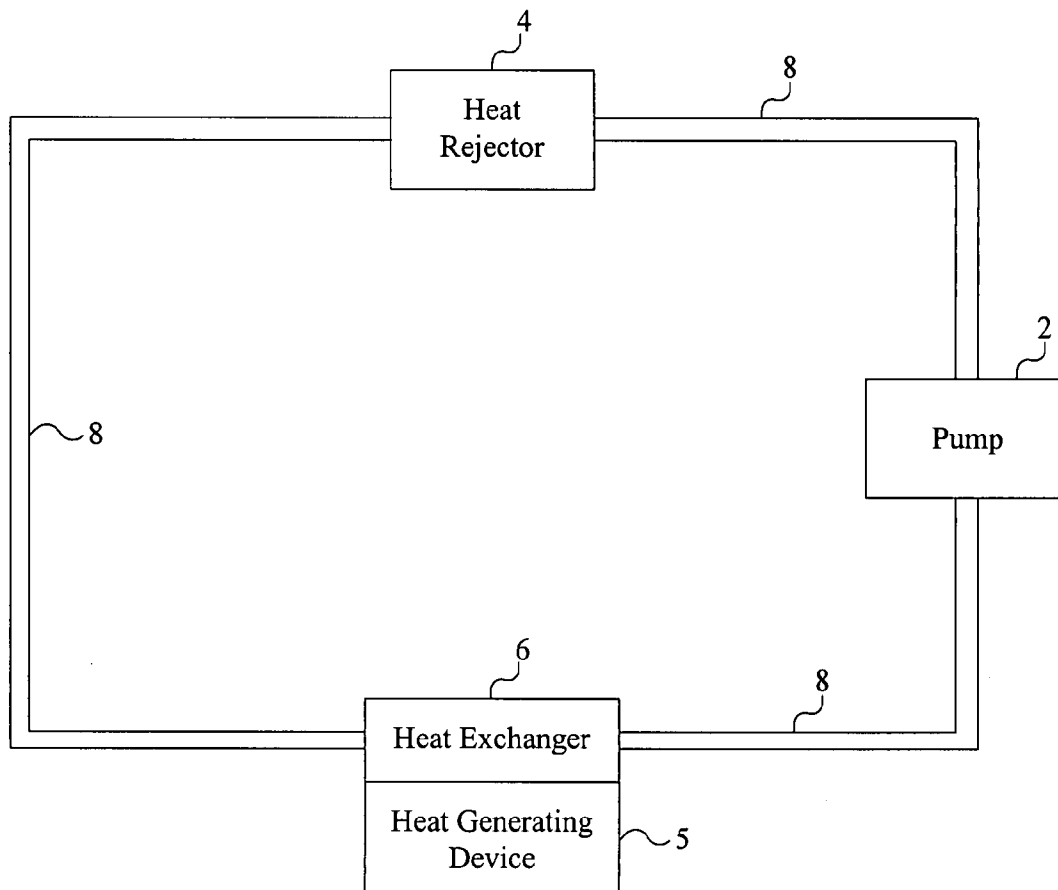 4
Heat
Rejector
8
2
Pump
8
6
Heat Exchanger
8
Heat Generating
Device
5